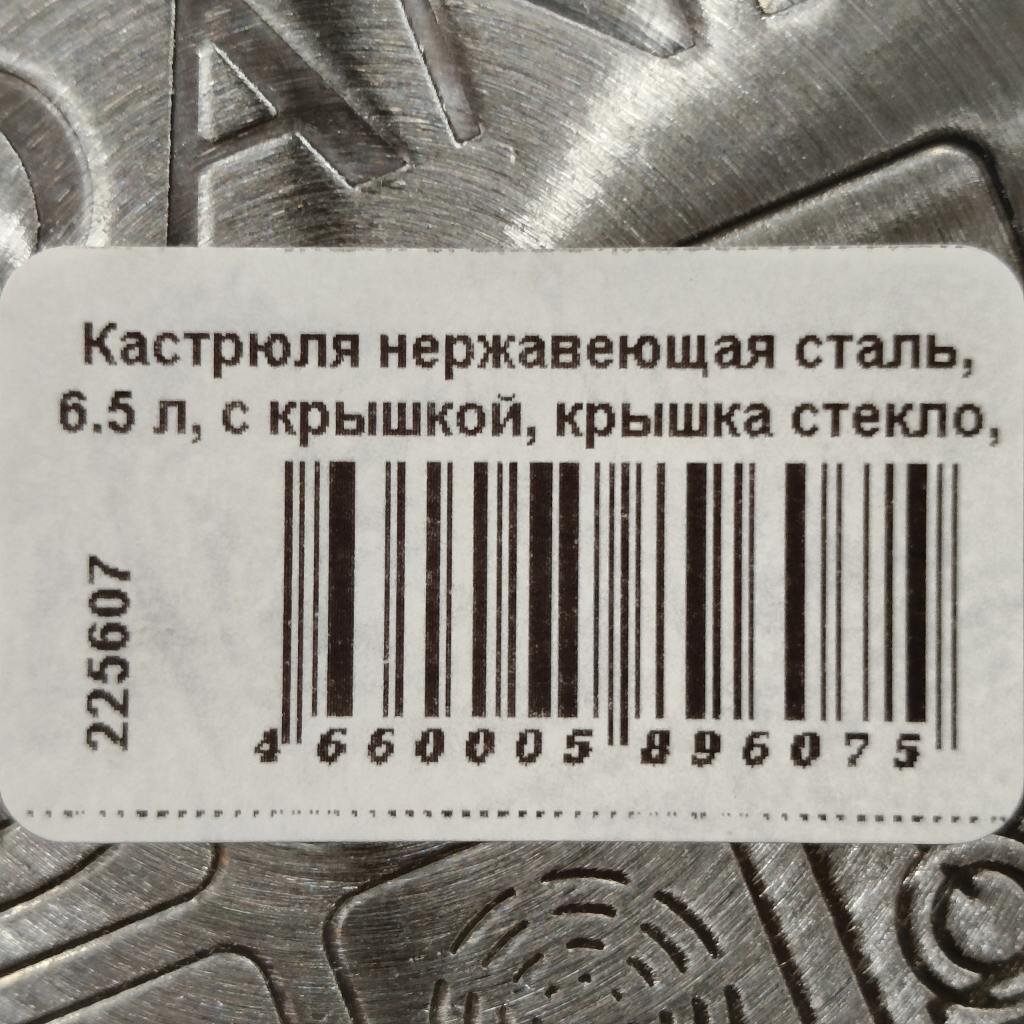 Кастрюля нержавеющая сталь,
6.5 л, с крышкой, крышка стекло,
225607
4 660005 896075